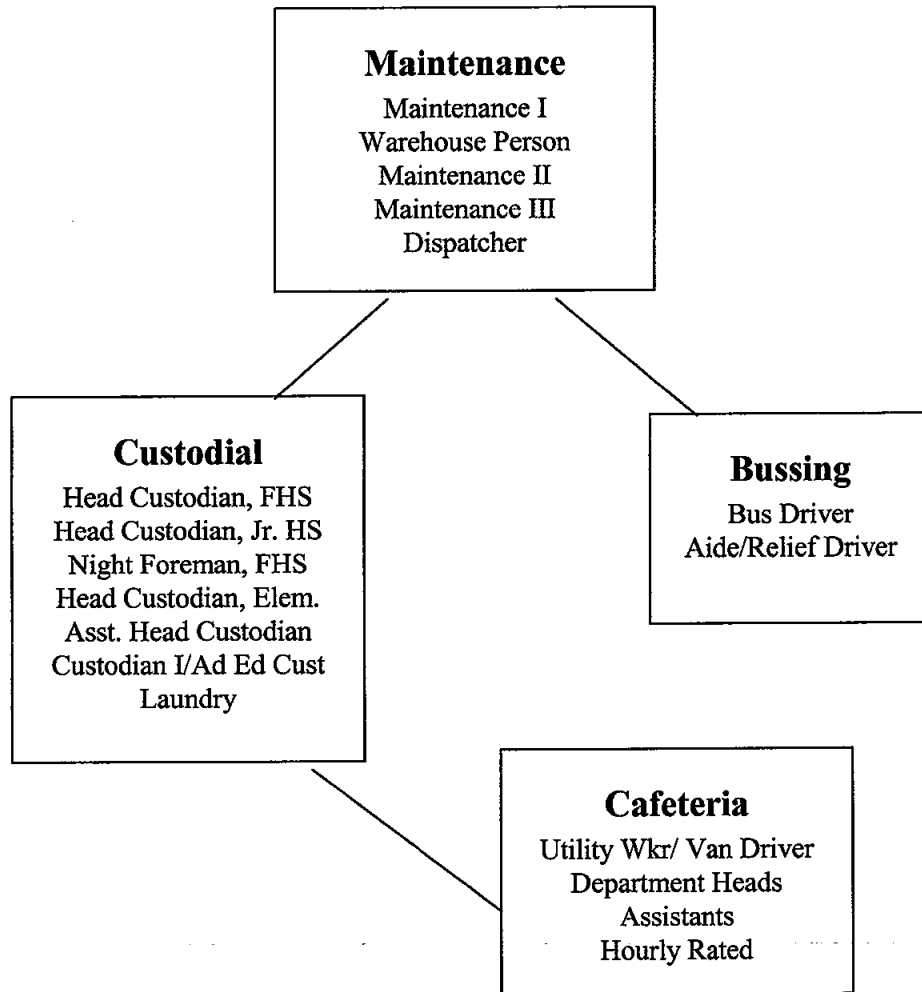 Maintenance
Maintenance I
Warehouse Person
Maintenance II
Maintenance III
Dispatcher
Custodial
Head Custodian, FHS
Head Custodian, Jr. HS
Night Foreman, FHS
Head Custodian, Elem.
Asst. Head Custodian
Custodian I/Ad Ed Cust
Laundry
Bussing
Bus Driver
Aide/Relief Driver
Cafeteria
Utility Wkr/ Van Driver
Department Heads
Assistants
Hourly Rated